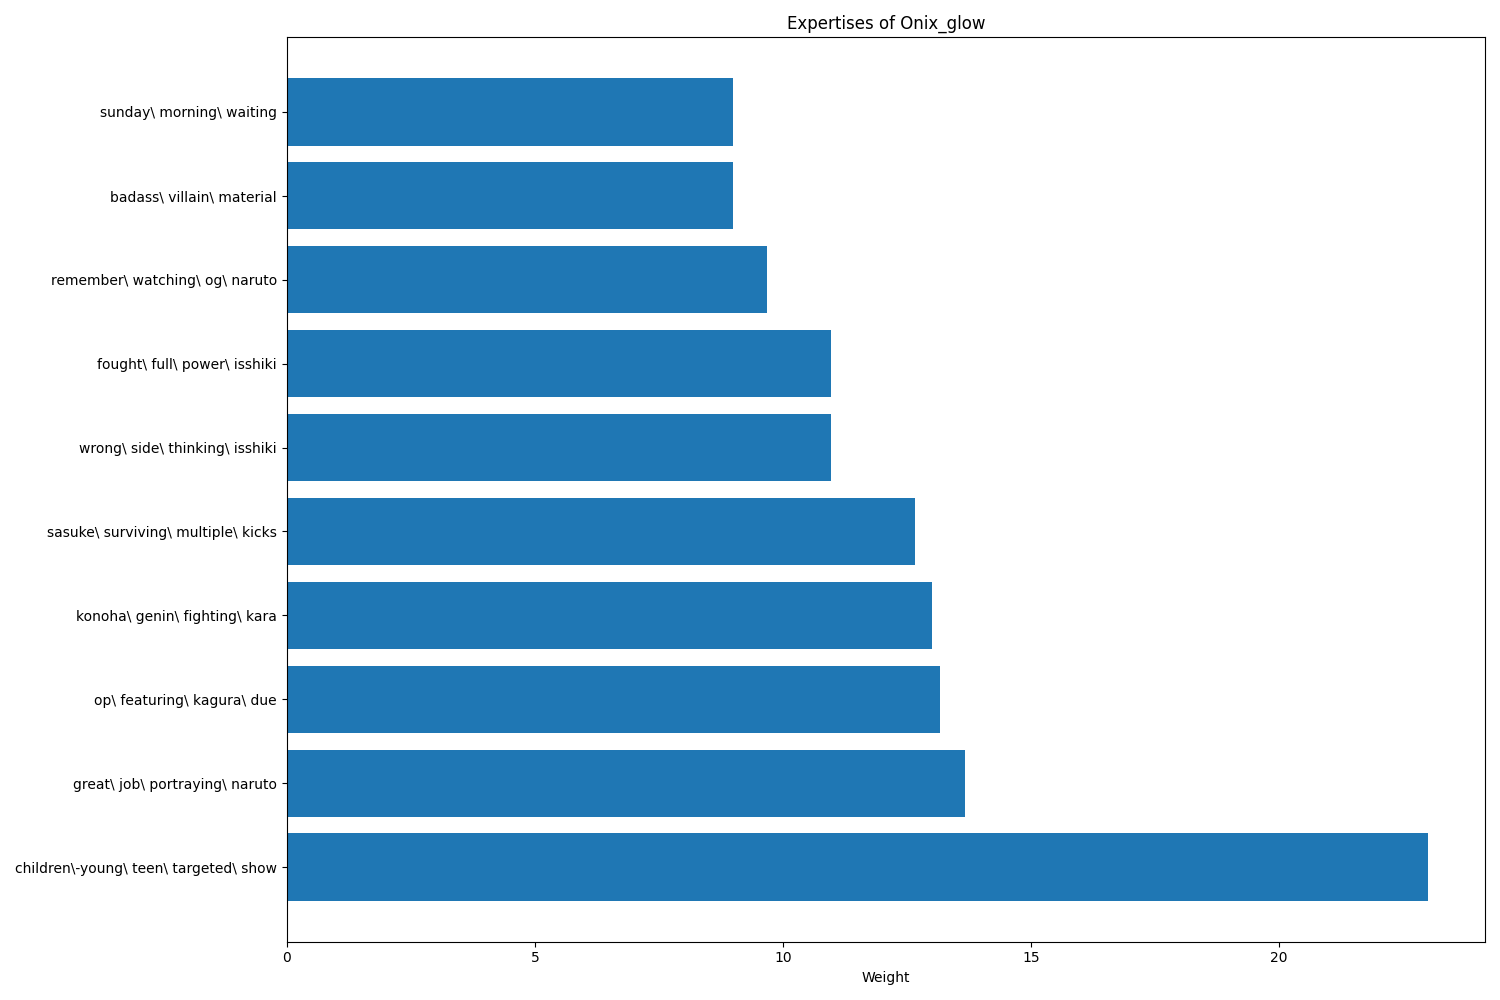 Expertises of Onix_glow
sunday\ morning\ waiting
badass\ villain\ material
remember\ watching\ og\ naruto
fought\ full\ power\ isshiki
wrong\ side\ thinking\ isshiki
sasuke\ surviving\ multiple\ kicks
konoha\ genin\ fighting\ kara
op\ featuring\ kagura\ due
great\ job\ portraying\ naruto
children\-young\ teen\ targeted\ show
0 5 10 15 20
Weight